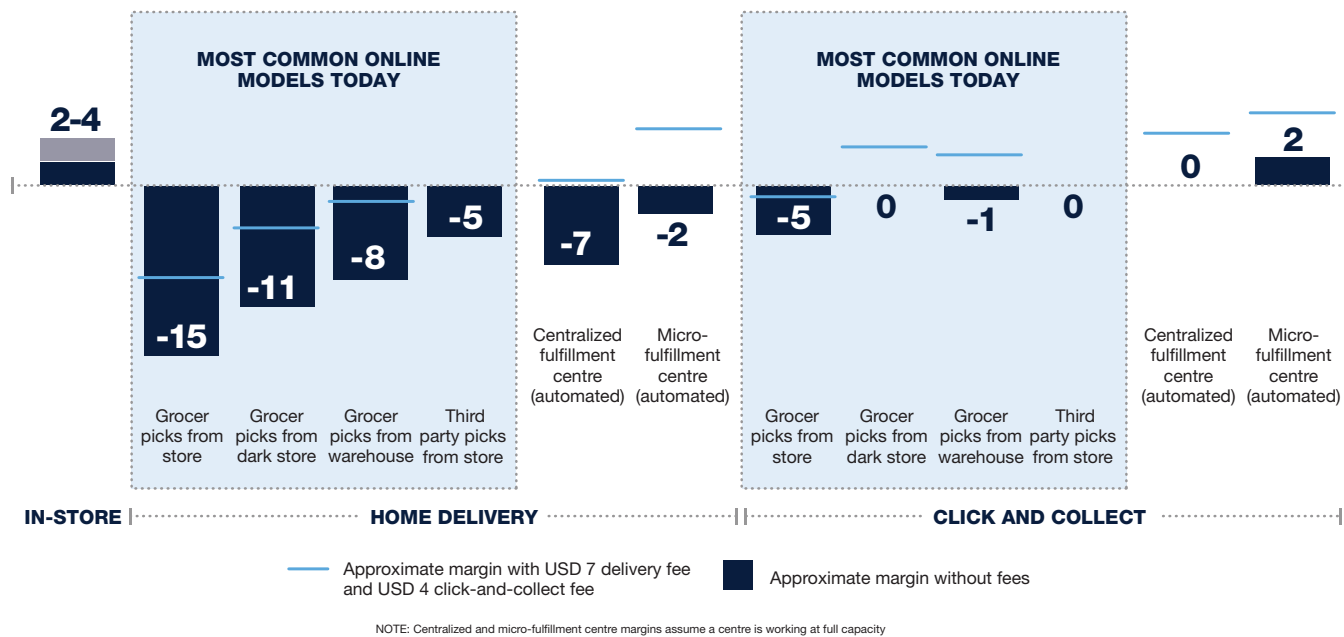 MOST COMMON ONLINE
MODELS TODAY
MOST COMMON ONLINE
MODELS TODAY
2-4
-15
-11
-8
-5
-7
-2
-5
0
-1
0
0
2
Grocer
picks from
store
Grocer
picks from
dark store
Grocer
picks from
warehouse
Third
party picks
from store
Centralized
fulfillment
centre
(automated)
Micro-
fulfillment
centre
(automated)
Grocer
picks from
store
Grocer
picks from
dark store
Grocer
picks from
warehouse
Third
party picks
from store
Centralized
fulfillment
centre
(automated)
Micro-
fulfillment
centre
(automated)
IN-STORE
HOME DELIVERY
CLICK AND COLLECT
Approximate margin with USD 7 delivery fee
and USD 4 click-and-collect fee
Approximate margin without fees
NOTE: Centralized and micro-fulfillment centre margins assume a centre is working at full capacity